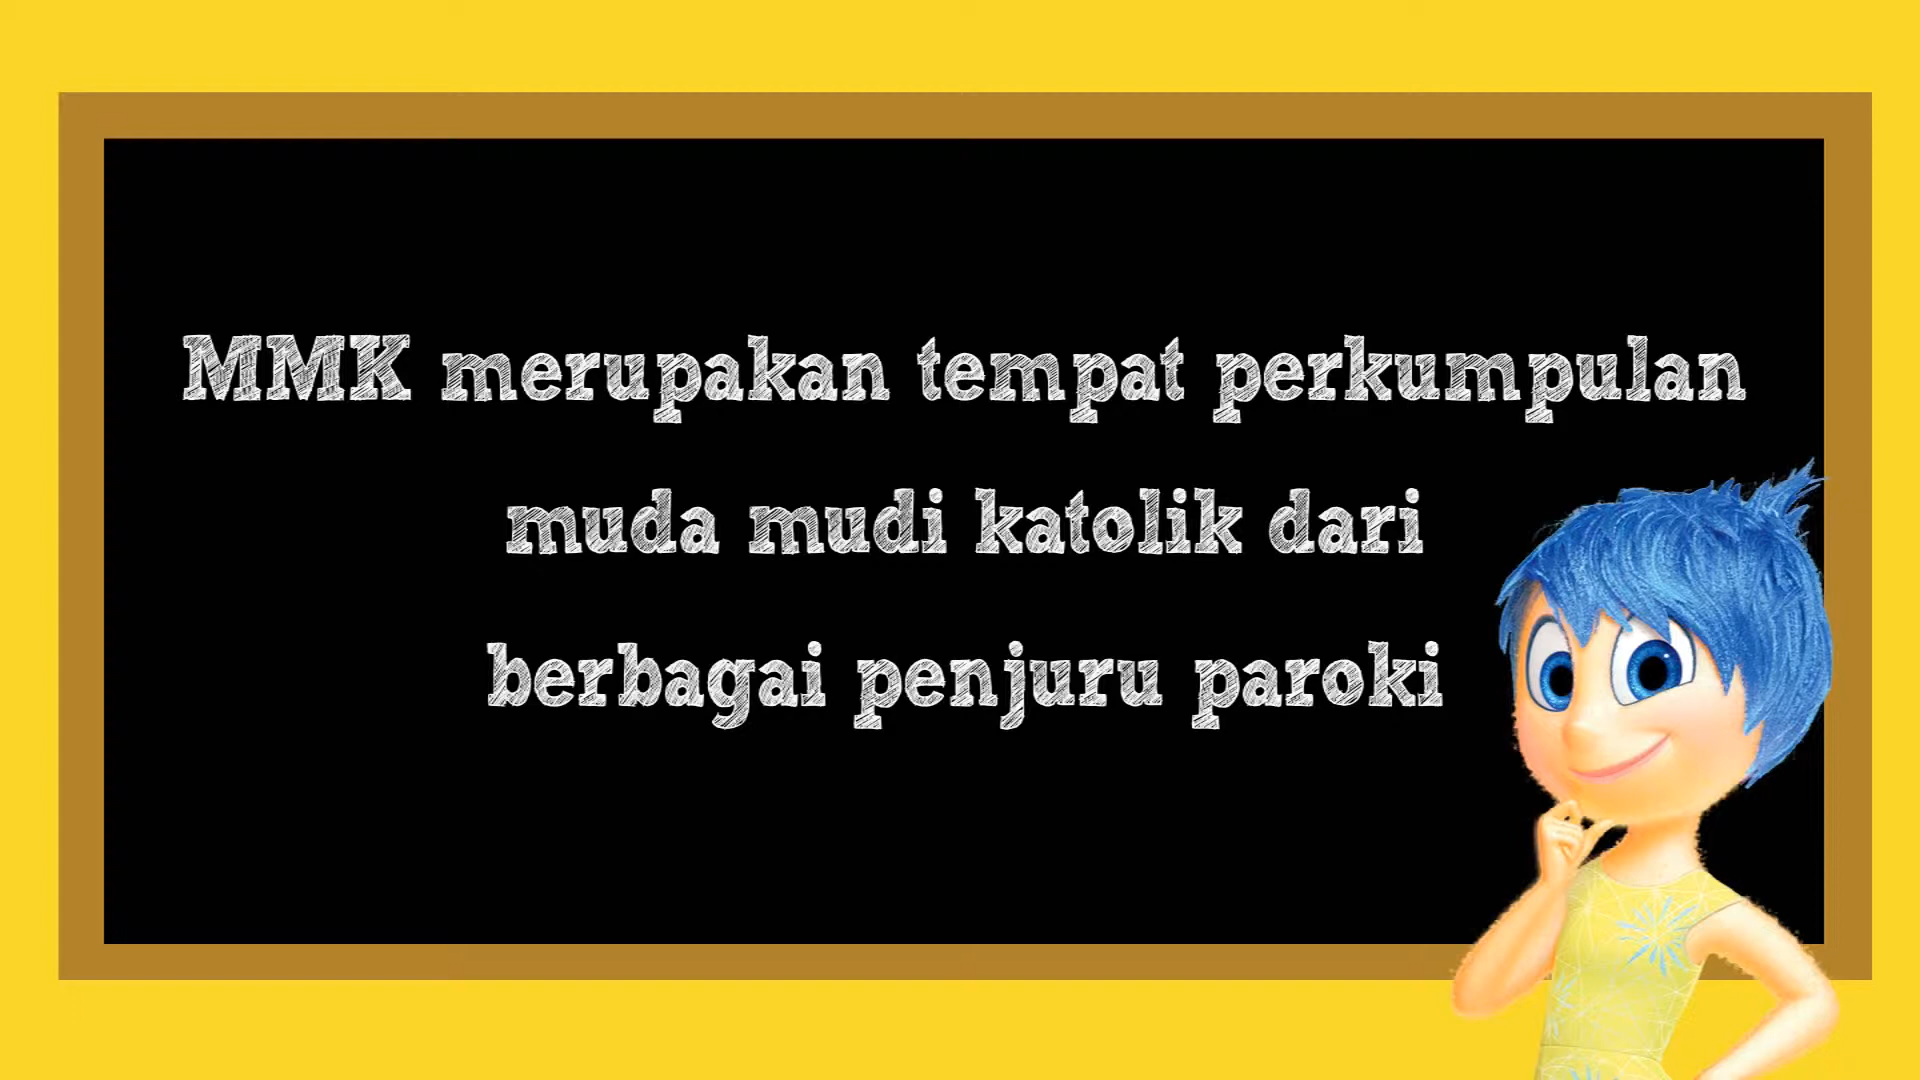 MMK merupakan tempat perkumpulan
muda mudi katolik dari
berbagai penjuru paroki